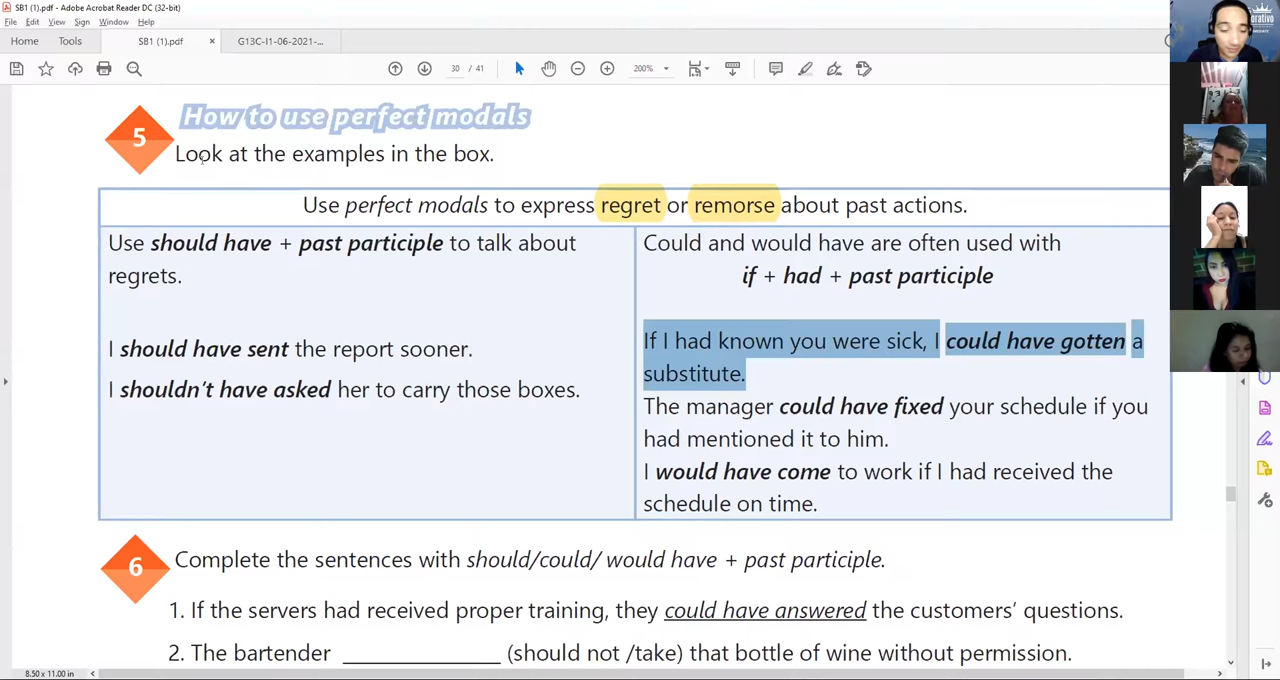 SB1 (1).pdf - Adobe Acrobat Reader DC (32-bit)
File Edit View Sign Window Help
Home Tools SB1 (1).pdf × G13C-I1-06-2021-...
30 / 41 200%
5
How to use perfect modals
Look at the examples in the box.
Use perfect modals to express regret or remorse about past actions.
Use should have + past participle to talk about
regrets.
I should have sent the report sooner.
I shouldn't have asked her to carry those boxes.
Could and would have are often used with
if + had + past participle
If I had known you were sick, I could have gotten a
substitute.
The manager could have fixed your schedule if you
had mentioned it to him.
I would have come to work if I had received the
schedule on time.
6
Complete the sentences with should/could/ would have + past participle.
1. If the servers had received proper training, they could have answered the customers' questions.
2. The bartender ______________ (should not /take) that bottle of wine without permission.
8.50 x 11.00 in